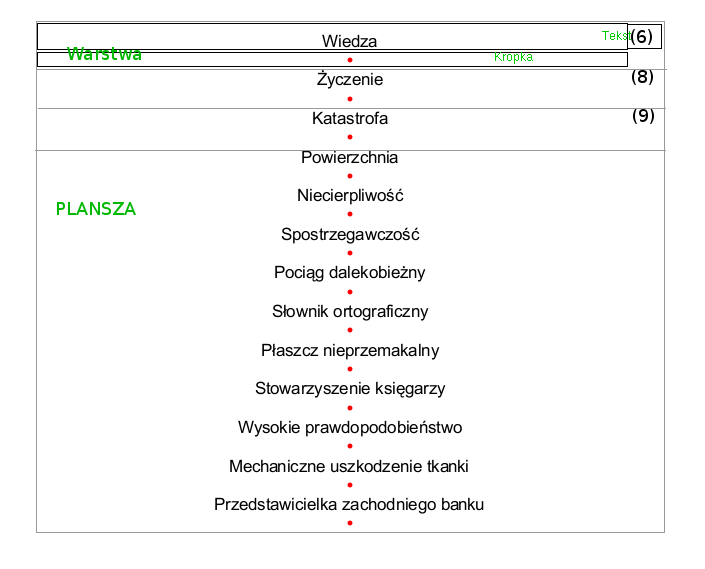 Wiedza Tekst (6)
Warstwa Kropka
Życzenie (8)
Katastrofa (9)
Powierzchnia
Niecierpliwość
PLANSZA
Spostrzegawczość
Pociąg dalekobieżny
Słownik ortograficzny
Płaszcz nieprzemakalny
Stowarzyszenie księgarzy
Wysokie prawdopodobieństwo
Mechaniczne uszkodzenie tkanki
Przedstawicielka zachodniego banku